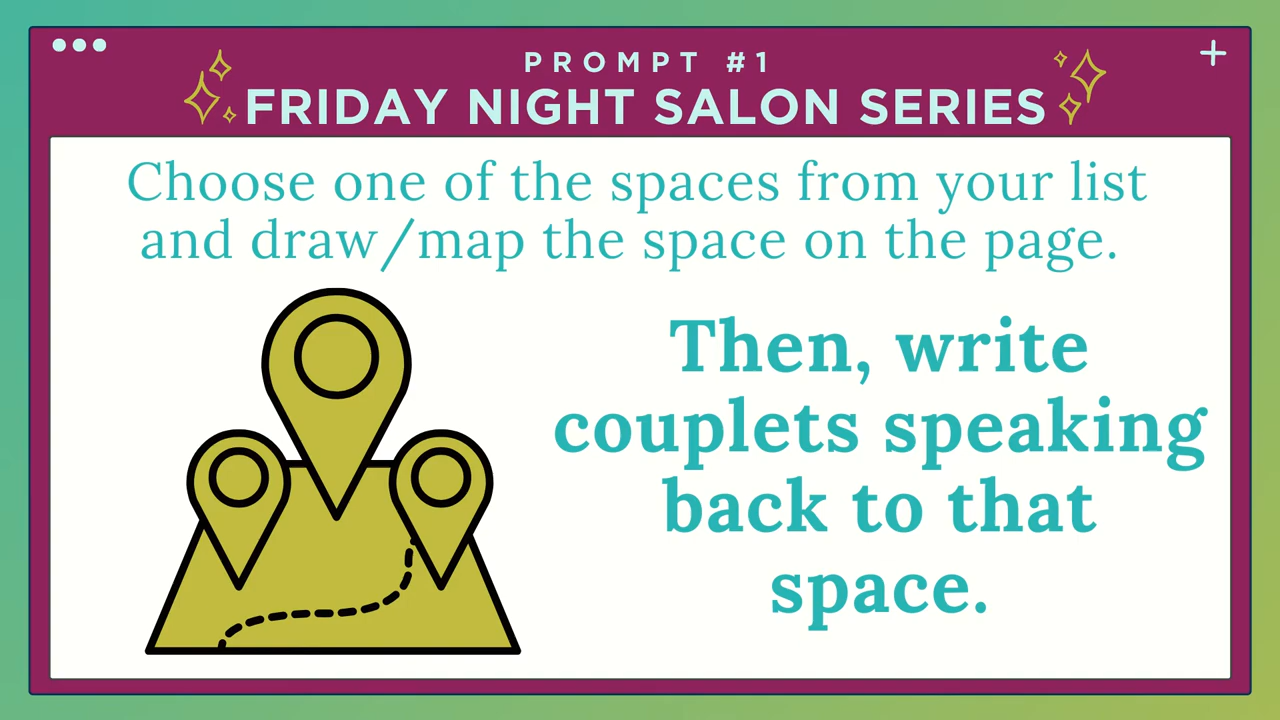 PROMPT #1
FRIDAY NIGHT SALON SERIES
Choose one of the spaces from your list
and draw/map the space on the page.
Then, write
couplets speaking
back to that
space.